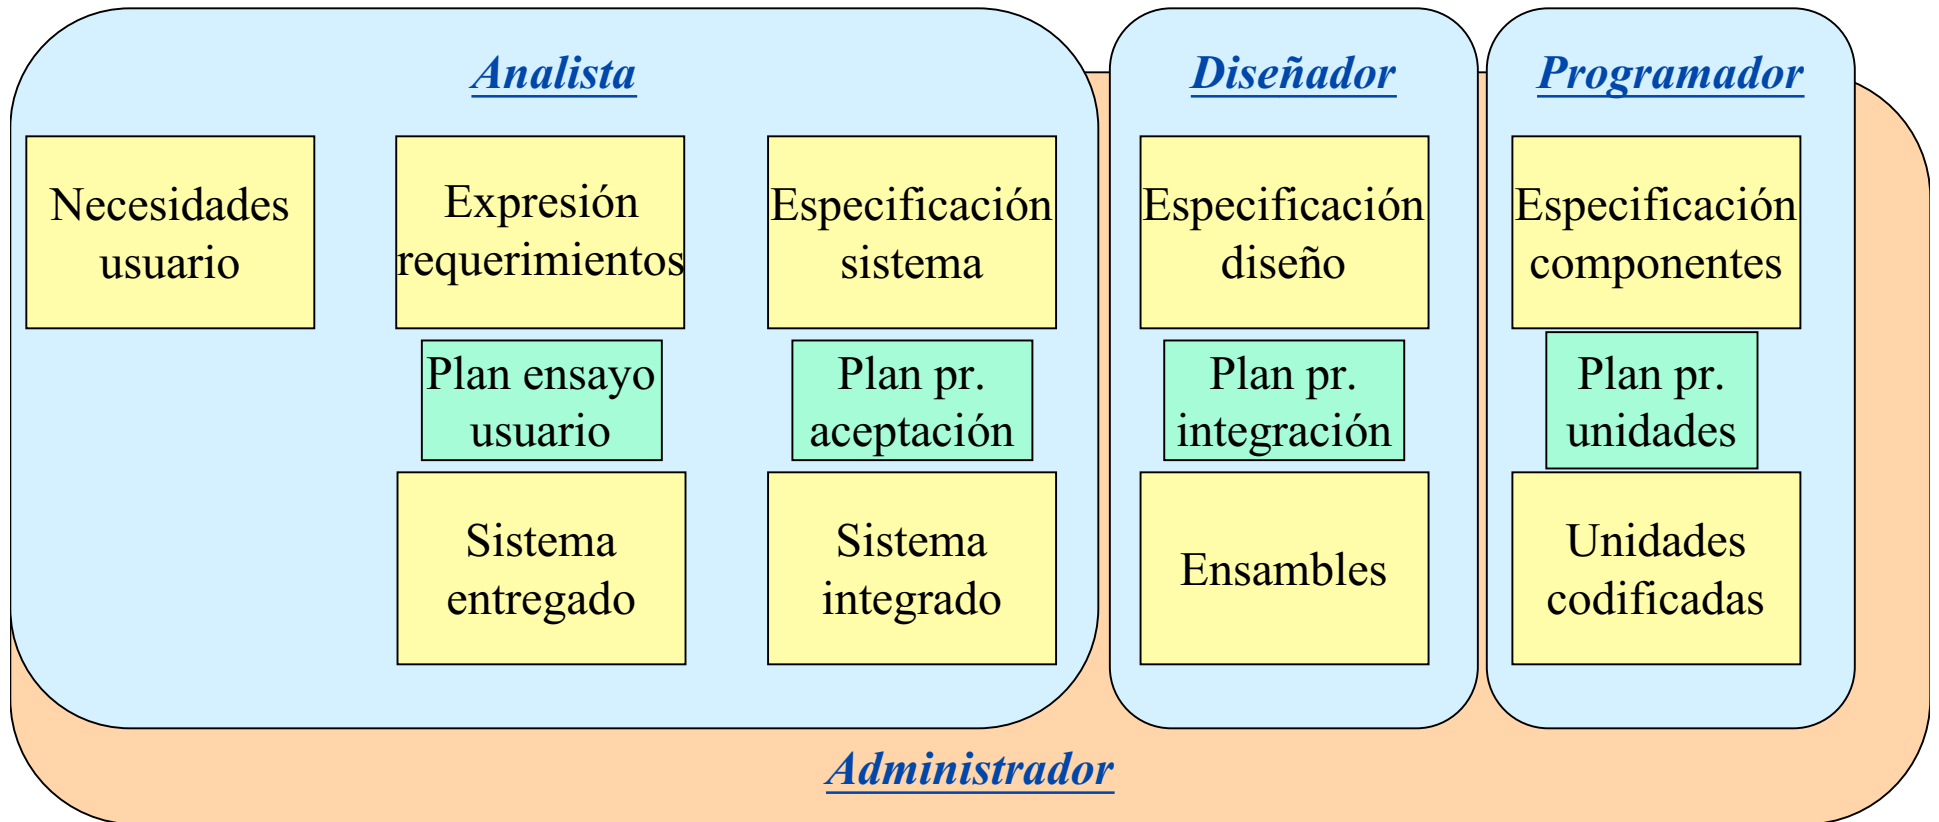 Analista
Diseñador
Programador
Necesidades
usuario
Expresión
requerimientos
Especificación
sistema
Especificación
diseño
Especificación
componentes
Plan ensayo
usuario
Plan pr.
aceptación
Plan pr.
integración
Plan pr.
unidades
Sistema
entregado
Sistema
integrado
Ensambles
Unidades
codificadas
Administrador